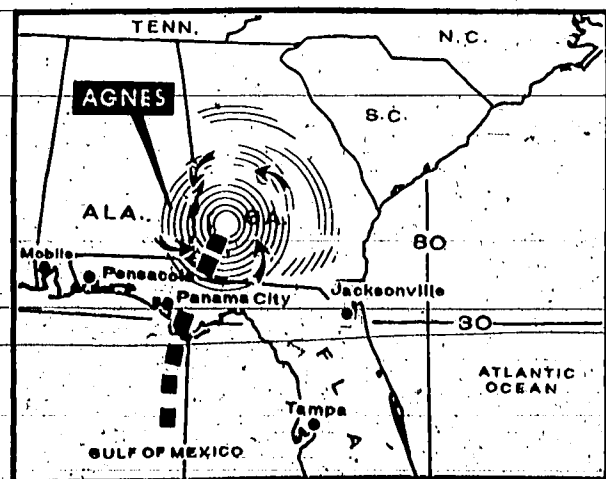 TENN.
N.C.
AGNES
S.C.
ALA.
GA.
80
Mobile
Pensacola
Panama City
Jacksonville
30
FLA
ATLANTIC
OCEAN
Tampa
GULF OF MEXICO